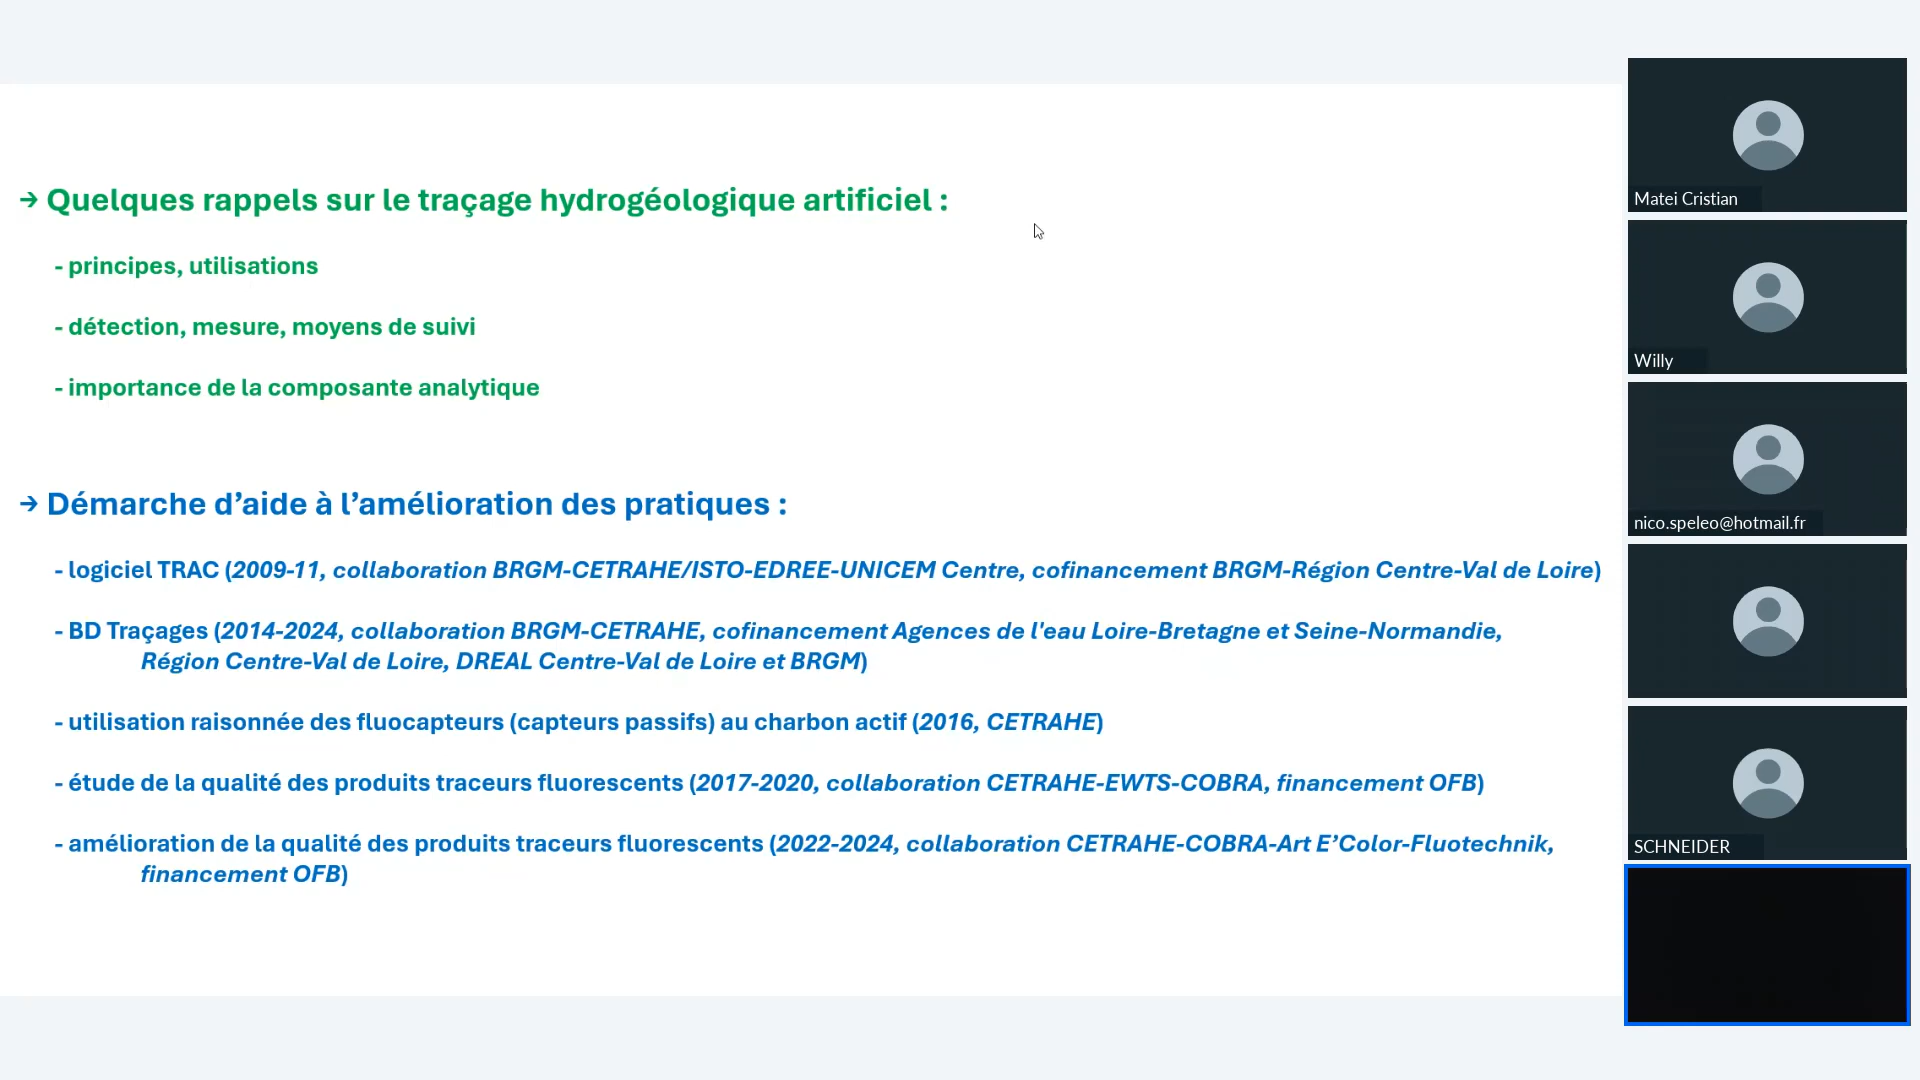 → Quelques rappels sur le traçage hydrogéologique artificiel :
- principes, utilisations
- détection, mesure, moyens de suivi
- importance de la composante analytique
→ Démarche d’aide à l’amélioration des pratiques :
- logiciel TRAC (2009-11, collaboration BRGM-CETRAHE/ISTO-EDREE-UNICEM Centre, cofinancement BRGM-Région Centre-Val de Loire)
- BD Traçages (2014-2024, collaboration BRGM-CETRAHE, cofinancement Agences de l'eau Loire-Bretagne et Seine-Normandie,
Région Centre-Val de Loire, DREAL Centre-Val de Loire et BRGM)
- utilisation raisonnée des fluocapteurs (capteurs passifs) au charbon actif (2016, CETRAHE)
- étude de la qualité des produits traceurs fluorescents (2017-2020, collaboration CETRAHE-EWTS-COBRA, financement OFB)
- amélioration de la qualité des produits traceurs fluorescents (2022-2024, collaboration CETRAHE-COBRA-Art E’Color-Fluotechnik,
financement OFB)
Matei Cristian
Willy
nico.speleo@hotmail.fr
SCHNEIDER